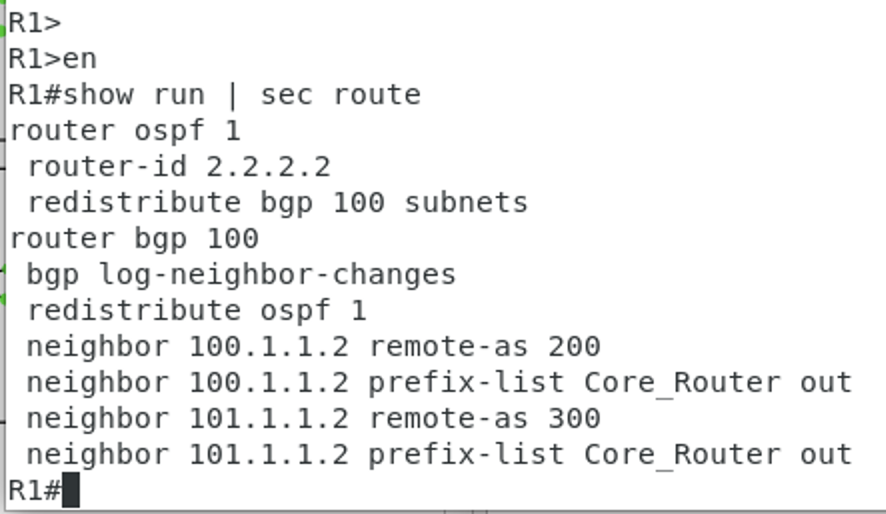 R1>
R1>en
R1#show run | sec route
router ospf 1
 router-id 2.2.2.2
 redistribute bgp 100 subnets
router bgp 100
 bgp log-neighbor-changes
 redistribute ospf 1
 neighbor 100.1.1.2 remote-as 200
 neighbor 100.1.1.2 prefix-list Core_Router out
 neighbor 101.1.1.2 remote-as 300
 neighbor 101.1.1.2 prefix-list Core_Router out
R1#